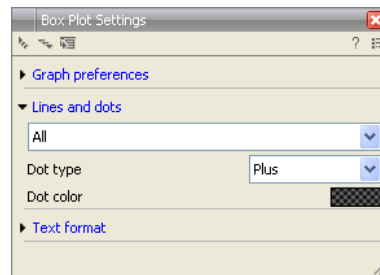 Box Plot Settings
?
Graph preferences
Lines and dots
All
Dot type Plus
Dot color
Text format